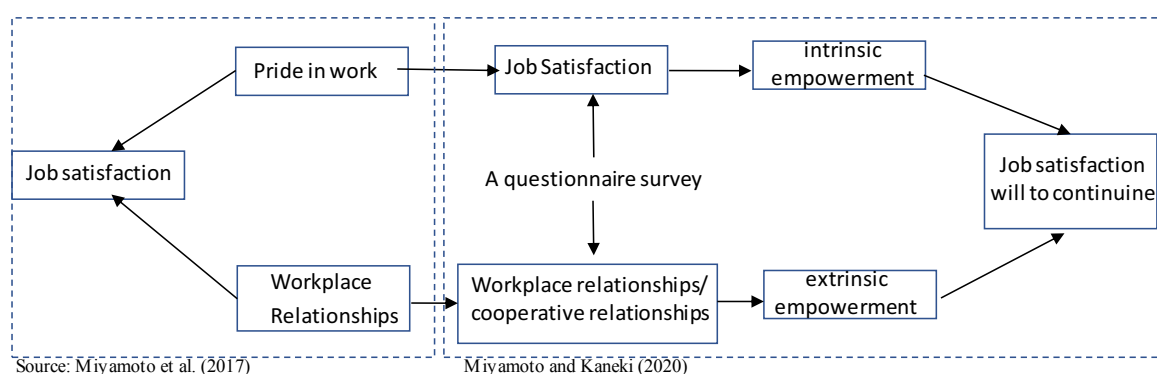 Pride in work
Job satisfaction
Workplace
Relationships
Source: Miyamoto et al. (2017)
Job Satisfaction
intrinsic
empowerment
A questionnaire survey
Job satisfaction
will to continuine
Workplace relationships/
cooperative relationships
extrinsic
empowerment
Miyamoto and Kaneki (2020)